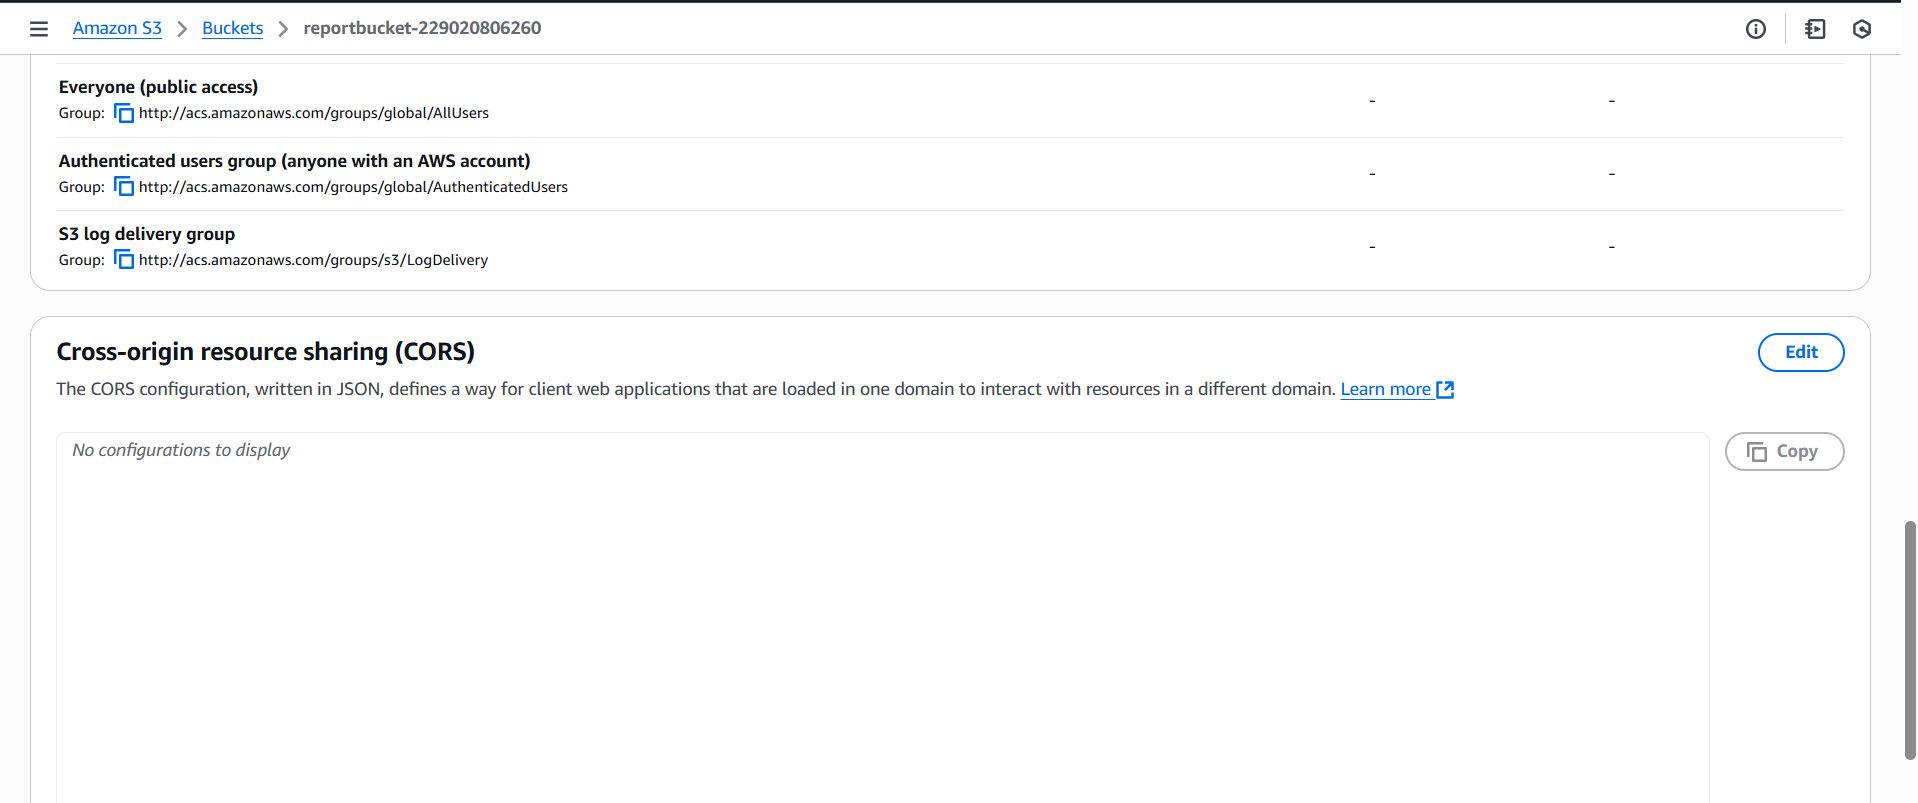 Amazon S3 > Buckets > reportbucket-229020806260
Everyone (public access)
Group: http://acs.amazonaws.com/groups/global/AllUsers
- -
Authenticated users group (anyone with an AWS account)
Group: http://acs.amazonaws.com/groups/global/AuthenticatedUsers
- -
S3 log delivery group
Group: http://acs.amazonaws.com/groups/s3/LogDelivery
- -
Cross-origin resource sharing (CORS)
Edit
The CORS configuration, written in JSON, defines a way for client web applications that are loaded in one domain to interact with resources in a different domain. Learn more
No configurations to display
Copy